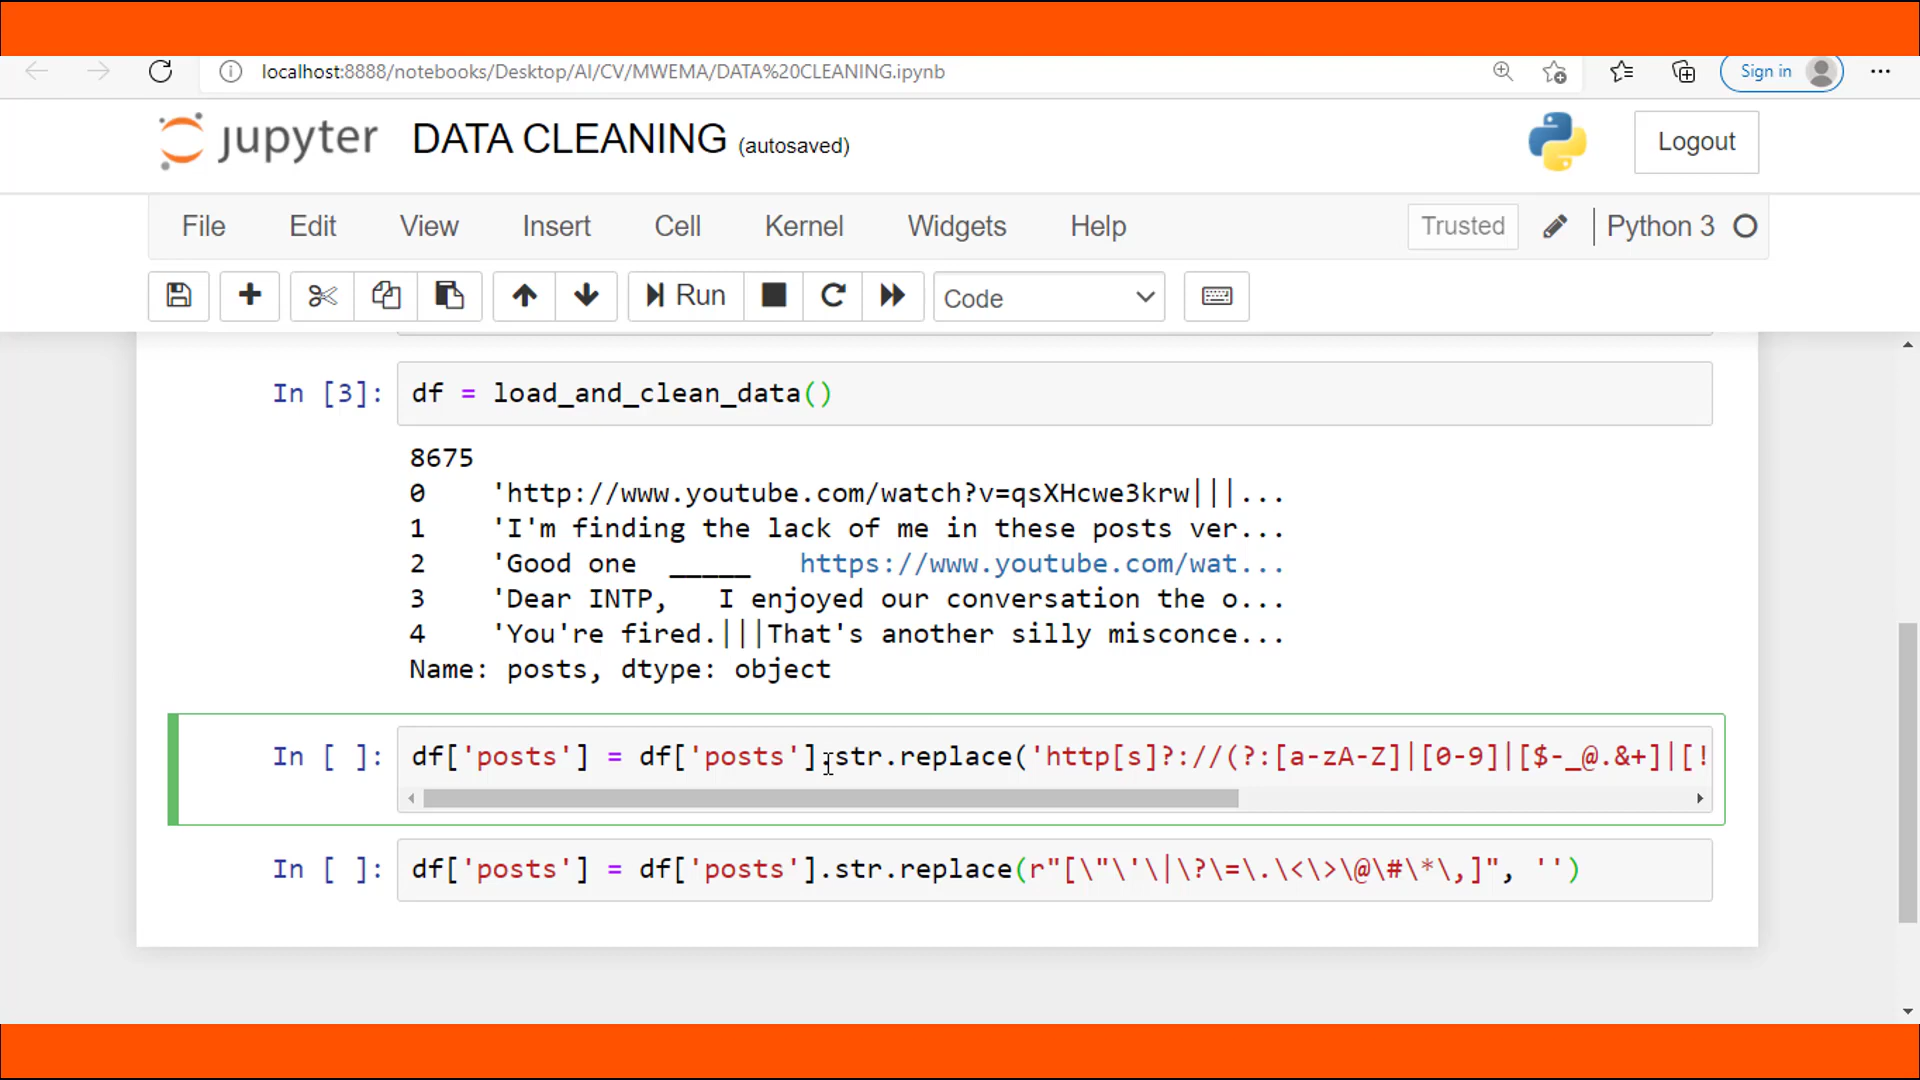 localhost:8888/notebooks/Desktop/AI/CV/MWEMA/DATA%20CLEANING.ipynb
Sign in
jupyter DATA CLEANING (autosaved)
Logout
File Edit View Insert Cell Kernel Widgets Help Trusted Python 3
Run Code
In [3]: df = load_and_clean_data()
8675
0 'http://www.youtube.com/watch?v=qsXHcwe3krw|||...
1 'I'm finding the lack of me in these posts ver...
2 'Good one _____ https://www.youtube.com/wat...
3 'Dear INTP, I enjoyed our conversation the o...
4 'You're fired.|||That's another silly misconce...
Name: posts, dtype: object
In [ ]: df['posts'] = df['posts'].str.replace('http[s]?://(?:[a-zA-Z]|[0-9]|[$-_@.&+]|[!
In [ ]: df['posts'] = df['posts'].str.replace(r"[\"\'\|\?\=\.\<\>\@\#\*\,]", '')